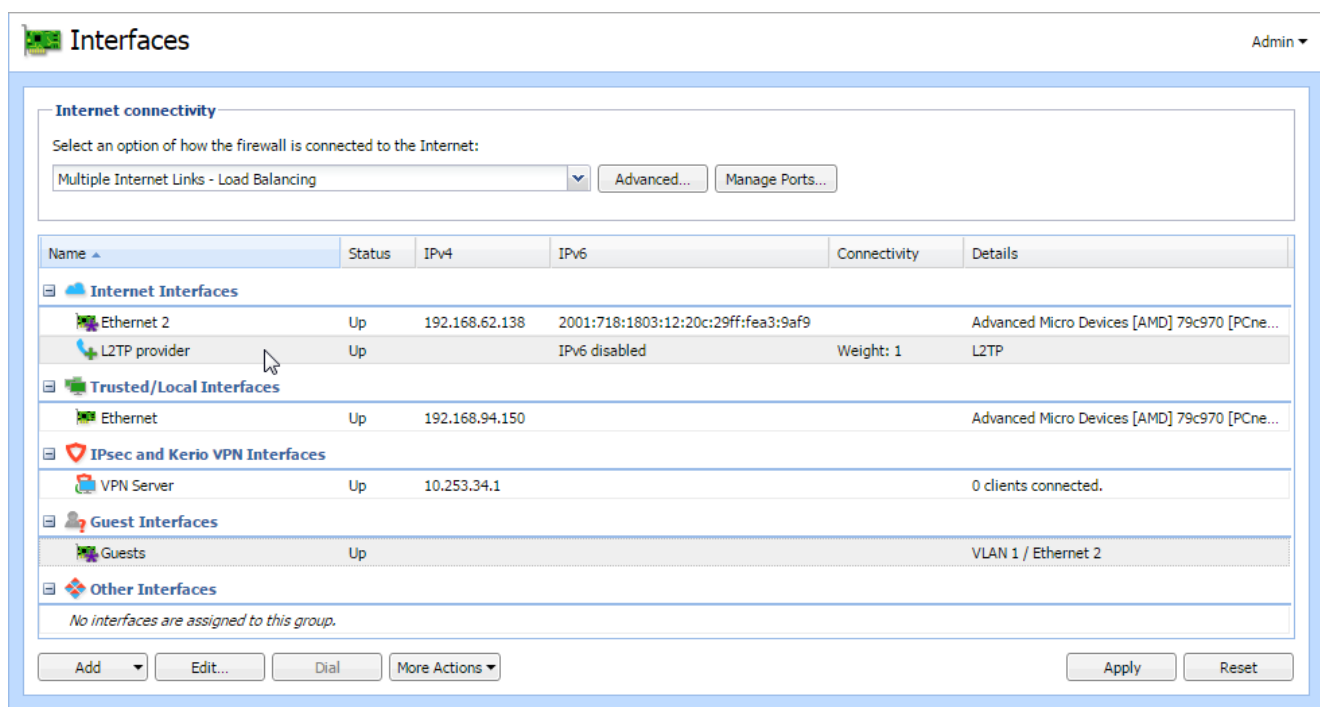 Interfaces
Admin
Internet connectivity
Select an option of how the firewall is connected to the Internet:
Multiple Internet Links - Load Balancing Advanced... Manage Ports...
Name Status IPv4 IPv6 Connectivity Details
Internet Interfaces
Ethernet 2 Up 192.168.62.138 2001:718:1803:12:20c:29ff:fea3:9af9 Advanced Micro Devices [AMD] 79c970 [PCne...
L2TP provider Up IPv6 disabled Weight: 1 L2TP
Trusted/Local Interfaces
Ethernet Up 192.168.94.150 Advanced Micro Devices [AMD] 79c970 [PCne...
IPsec and Kerio VPN Interfaces
VPN Server Up 10.253.34.1 0 clients connected.
Guest Interfaces
Guests Up VLAN 1 / Ethernet 2
Other Interfaces
No interfaces are assigned to this group.
Add Edit... Dial More Actions Apply Reset